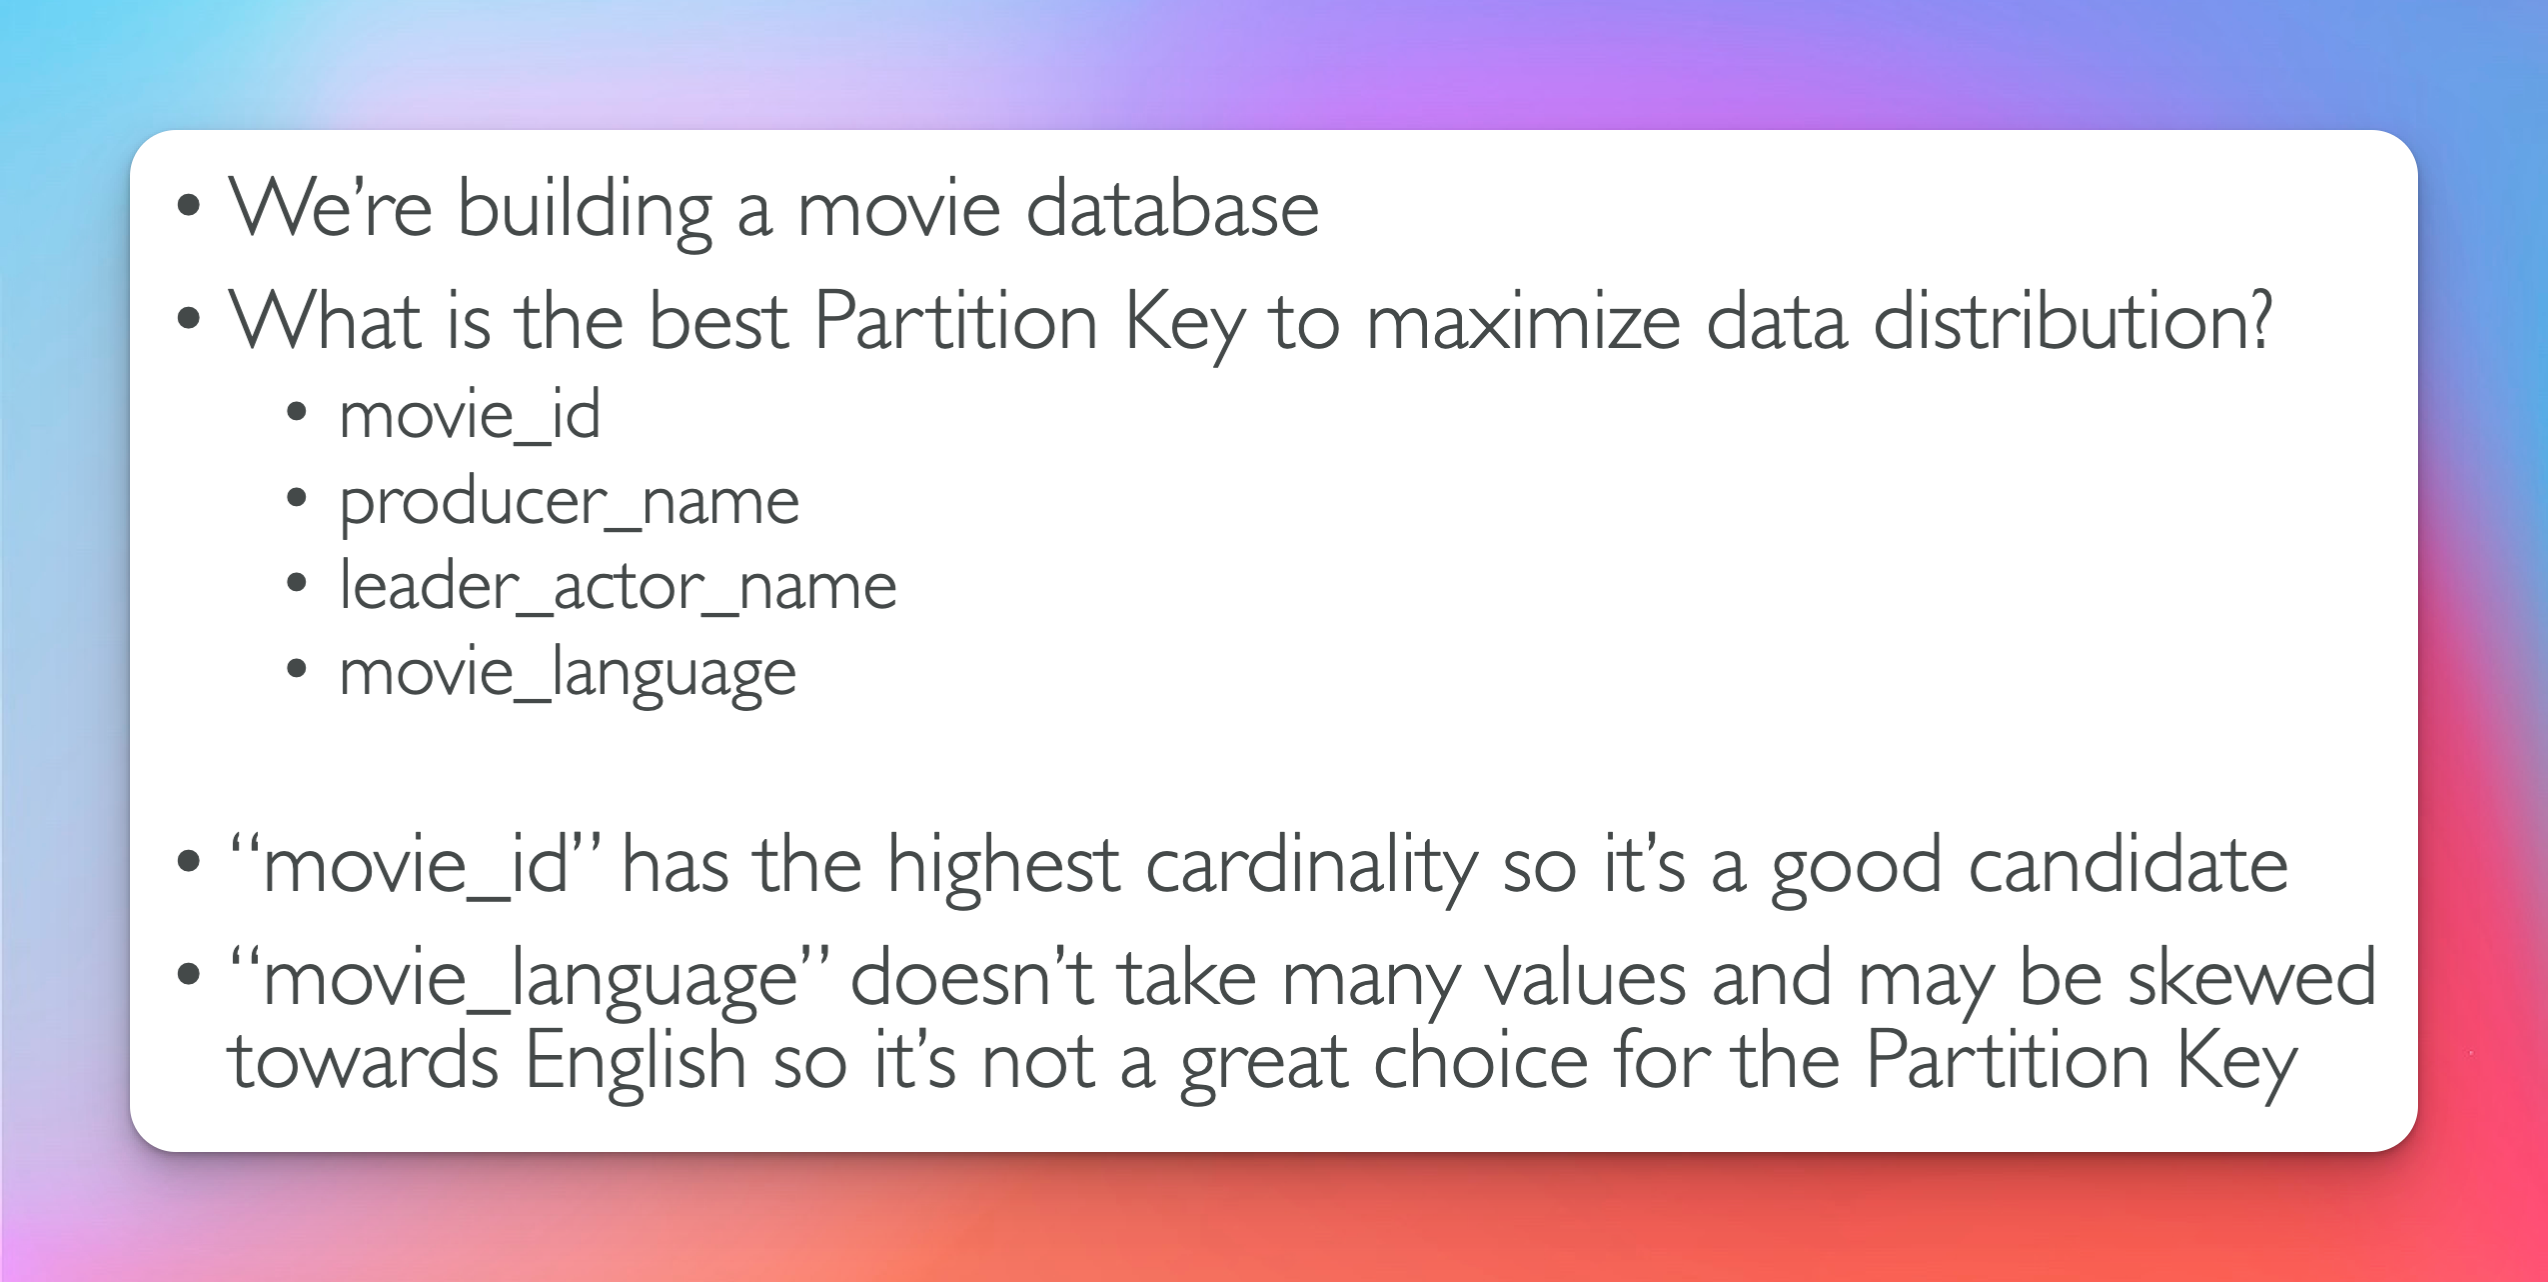 • We’re building a movie database
• What is the best Partition Key to maximize data distribution?
• movie_id
• producer_name
• leader_actor_name
• movie_language
• “movie_id” has the highest cardinality so it’s a good candidate
• “movie_language” doesn’t take many values and may be skewed
towards English so it’s not a great choice for the Partition Key